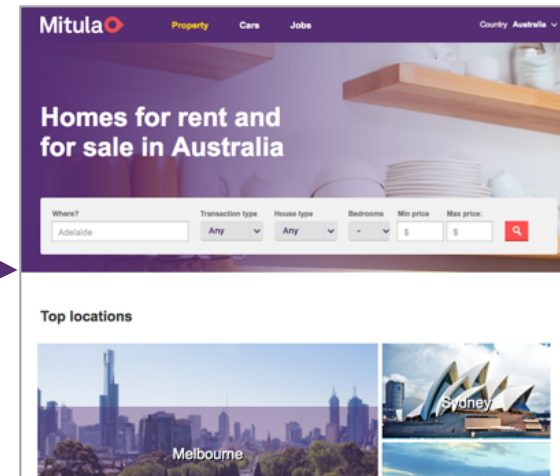 Mitula
Property Cars Jobs Country Australia
Homes for rent and
for sale in Australia
Where? Transaction type House type Bedrooms Min price Max price:
Adelaide Any Any - $ $
Top locations
Sydney
Melbourne